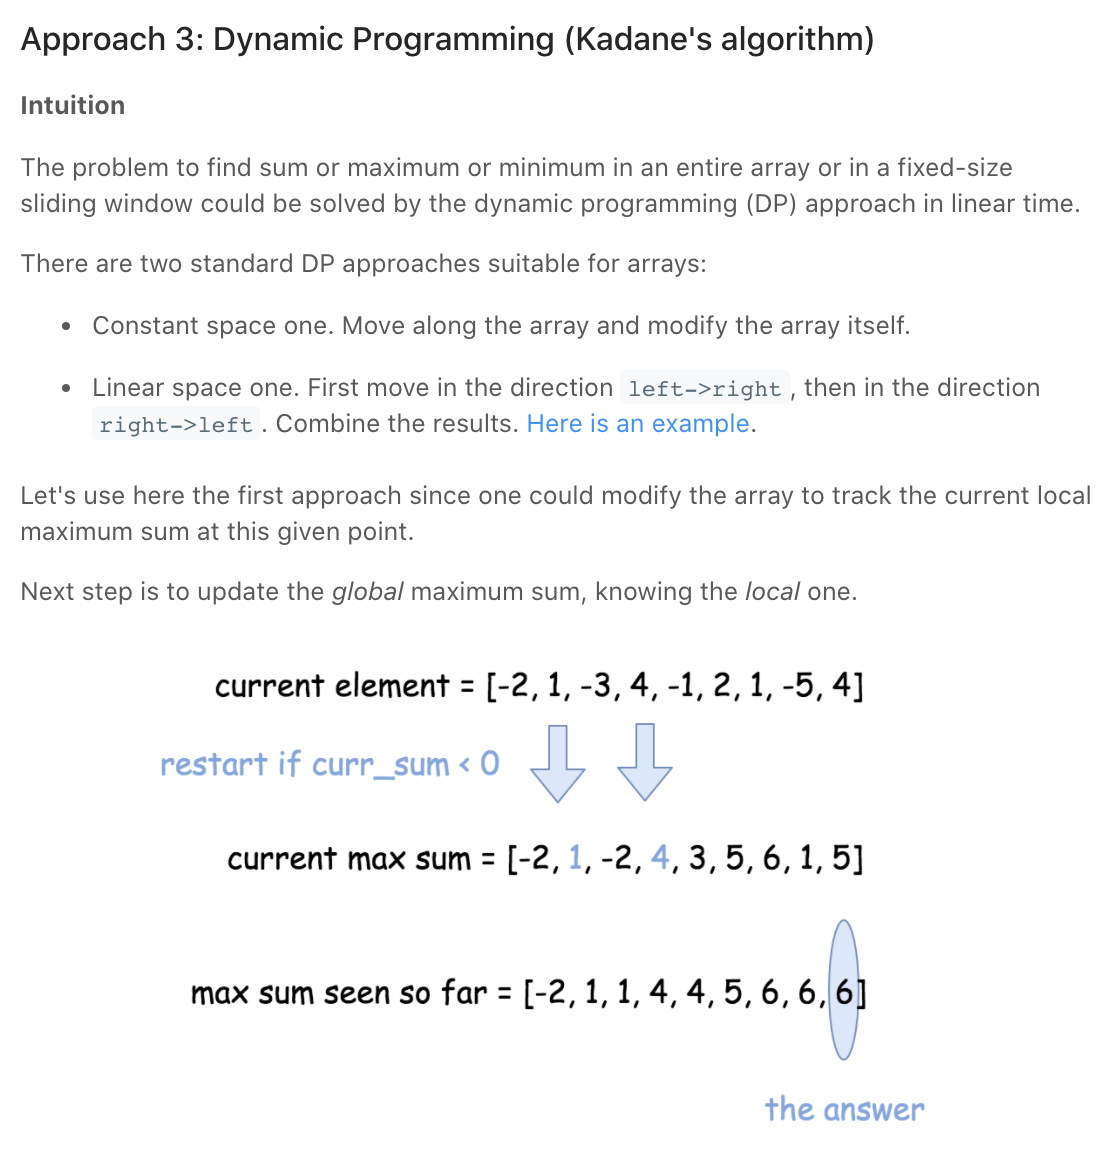 Approach 3: Dynamic Programming (Kadane's algorithm)
Intuition
The problem to find sum or maximum or minimum in an entire array or in a fixed-size
sliding window could be solved by the dynamic programming (DP) approach in linear time.
There are two standard DP approaches suitable for arrays:
• Constant space one. Move along the array and modify the array itself.
• Linear space one. First move in the direction left->right , then in the direction
right->left . Combine the results. Here is an example.
Let's use here the first approach since one could modify the array to track the current local
maximum sum at this given point.
Next step is to update the global maximum sum, knowing the local one.
current element = [-2, 1, -3, 4, -1, 2, 1, -5, 4]
restart if curr_sum < 0
current max sum = [-2, 1, -2, 4, 3, 5, 6, 1, 5]
max sum seen so far = [-2, 1, 1, 4, 4, 5, 6, 6, 6]
the answer